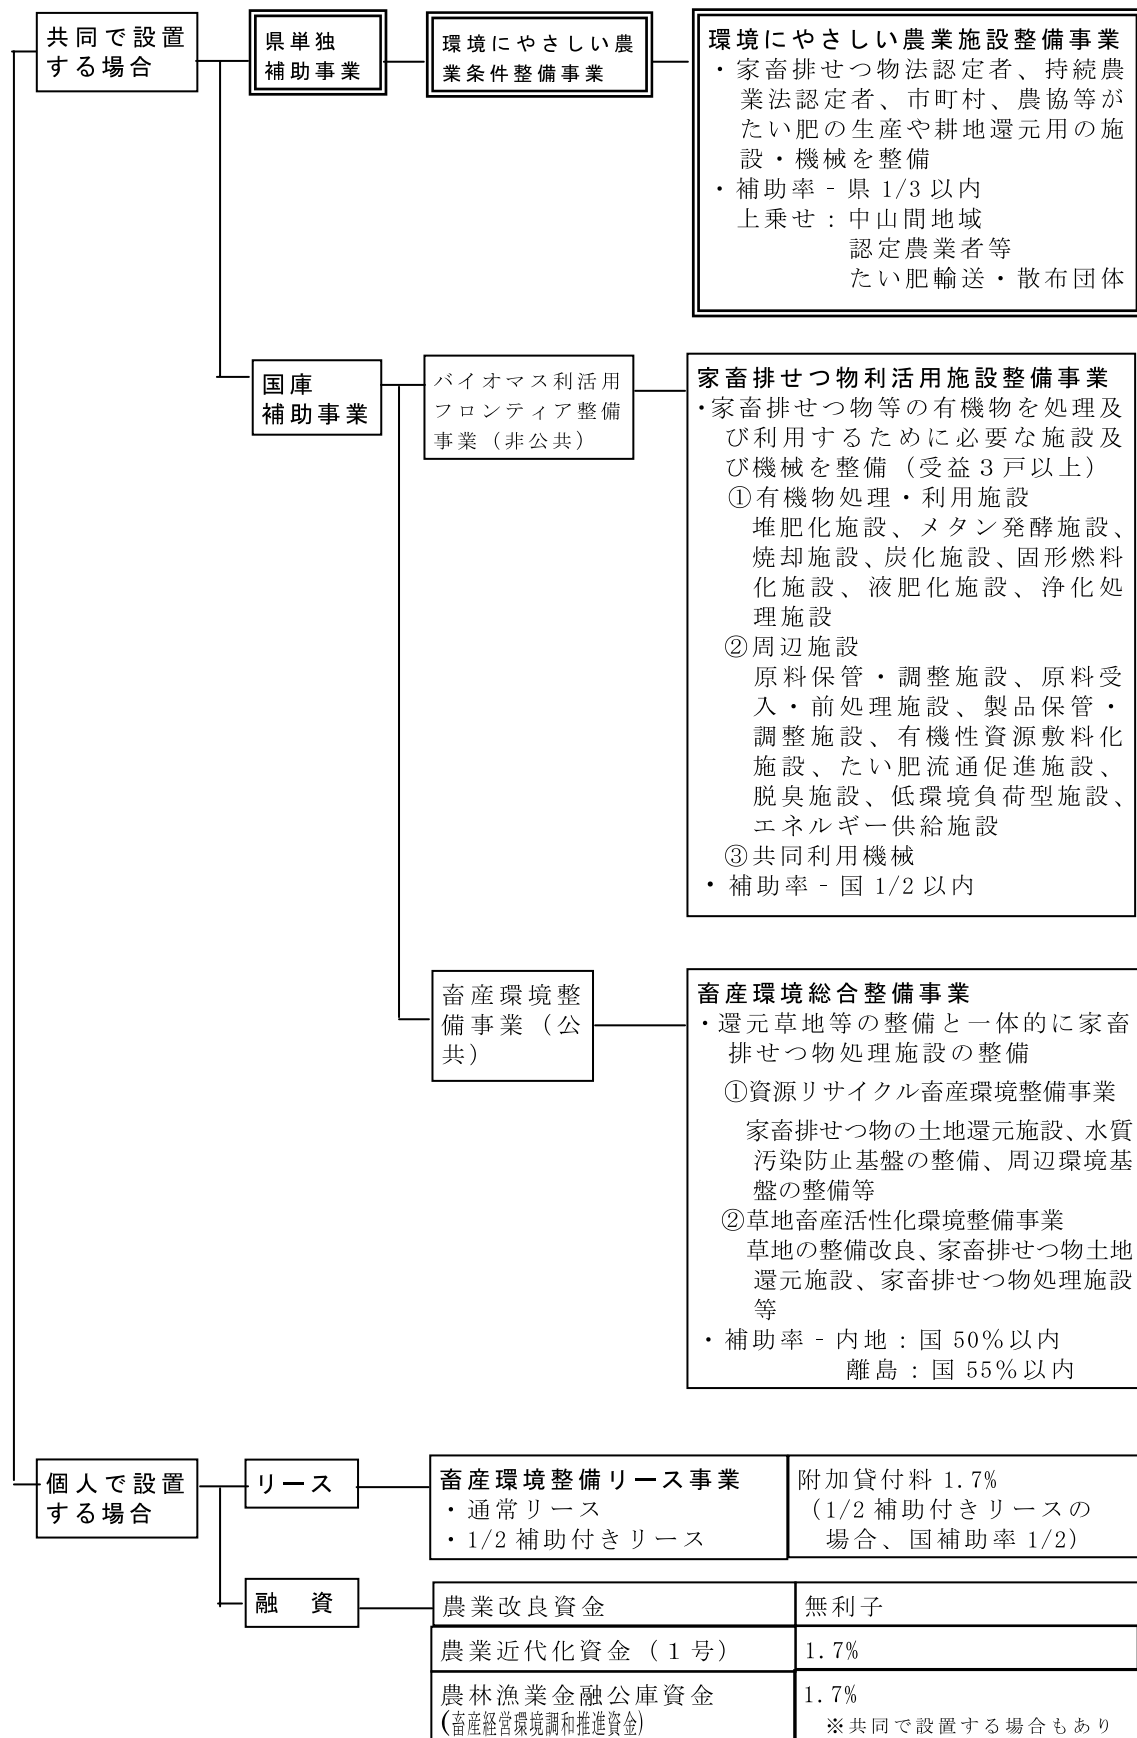 共同で設置
する場合
県単独
補助事業
環境にやさしい農
業条件整備事業
環境にやさしい農業施設整備事業
・家畜排せつ物法認定者、持続農
業法認定者、市町村、農協等が
たい肥の生産や耕地還元用の施
設・機械を整備
・補助率‐県 1/3 以内
上乗せ：中山間地域
認定農業者等
たい肥輸送・散布団体
国庫
補助事業
バイオマス利活用
フロンティア整備
事業（非公共）
家畜排せつ物利活用施設整備事業
・家畜排せつ物等の有機物を処理及
び利用するために必要な施設及
び機械を整備（受益３戸以上）
①有機物処理・利用施設
堆肥化施設、メタン発酵施設、
焼却施設、炭化施設、固形燃料
化施設、液肥化施設、浄化処
理施設
②周辺施設
原料保管・調整施設、原料受
入・前処理施設、製品保管・
調整施設、有機性資源敷料化
施設、たい肥流通促進施設、
脱臭施設、低環境負荷型施設、
エネルギー供給施設
③共同利用機械
・補助率‐国 1/2 以内
畜産環境整
備事業（公
共）
畜産環境総合整備事業
・還元草地等の整備と一体的に家畜
排せつ物処理施設の整備
①資源リサイクル畜産環境整備事業
家畜排せつ物の土地還元施設、水質
汚染防止基盤の整備、周辺環境基
盤の整備等
②草地畜産活性化環境整備事業
草地の整備改良、家畜排せつ物土地
還元施設、家畜排せつ物処理施設
等
・補助率‐内地：国 50％以内
離島：国 55％以内
個人で設置
する場合
リース
畜産環境整備リース事業
・通常リース
・1/2 補助付きリース
附加貸付料 1.7%
（1/2 補助付きリースの
場合、国補助率 1/2）
融　資
農業改良資金
無利子
農業近代化資金（１号）
1.7%
農林漁業金融公庫資金
（畜産経営環境調和推進資金）
1.7%
※共同で設置する場合もあり